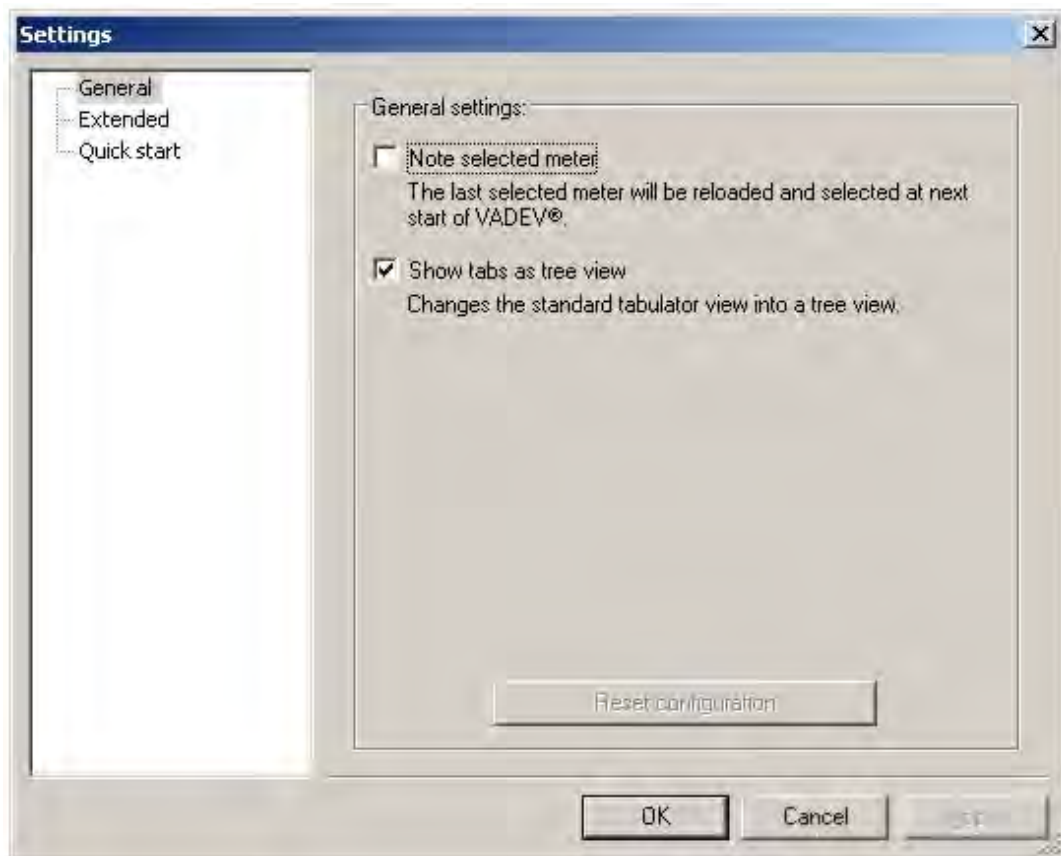 Settings
General
Extended
Quick start
General settings:
Note selected meter
The last selected meter will be reloaded and selected at next
start of VADEV®.
Show tabs as tree view
Changes the standard tabulator view into a tree view.
Reset configuration
OK
Cancel